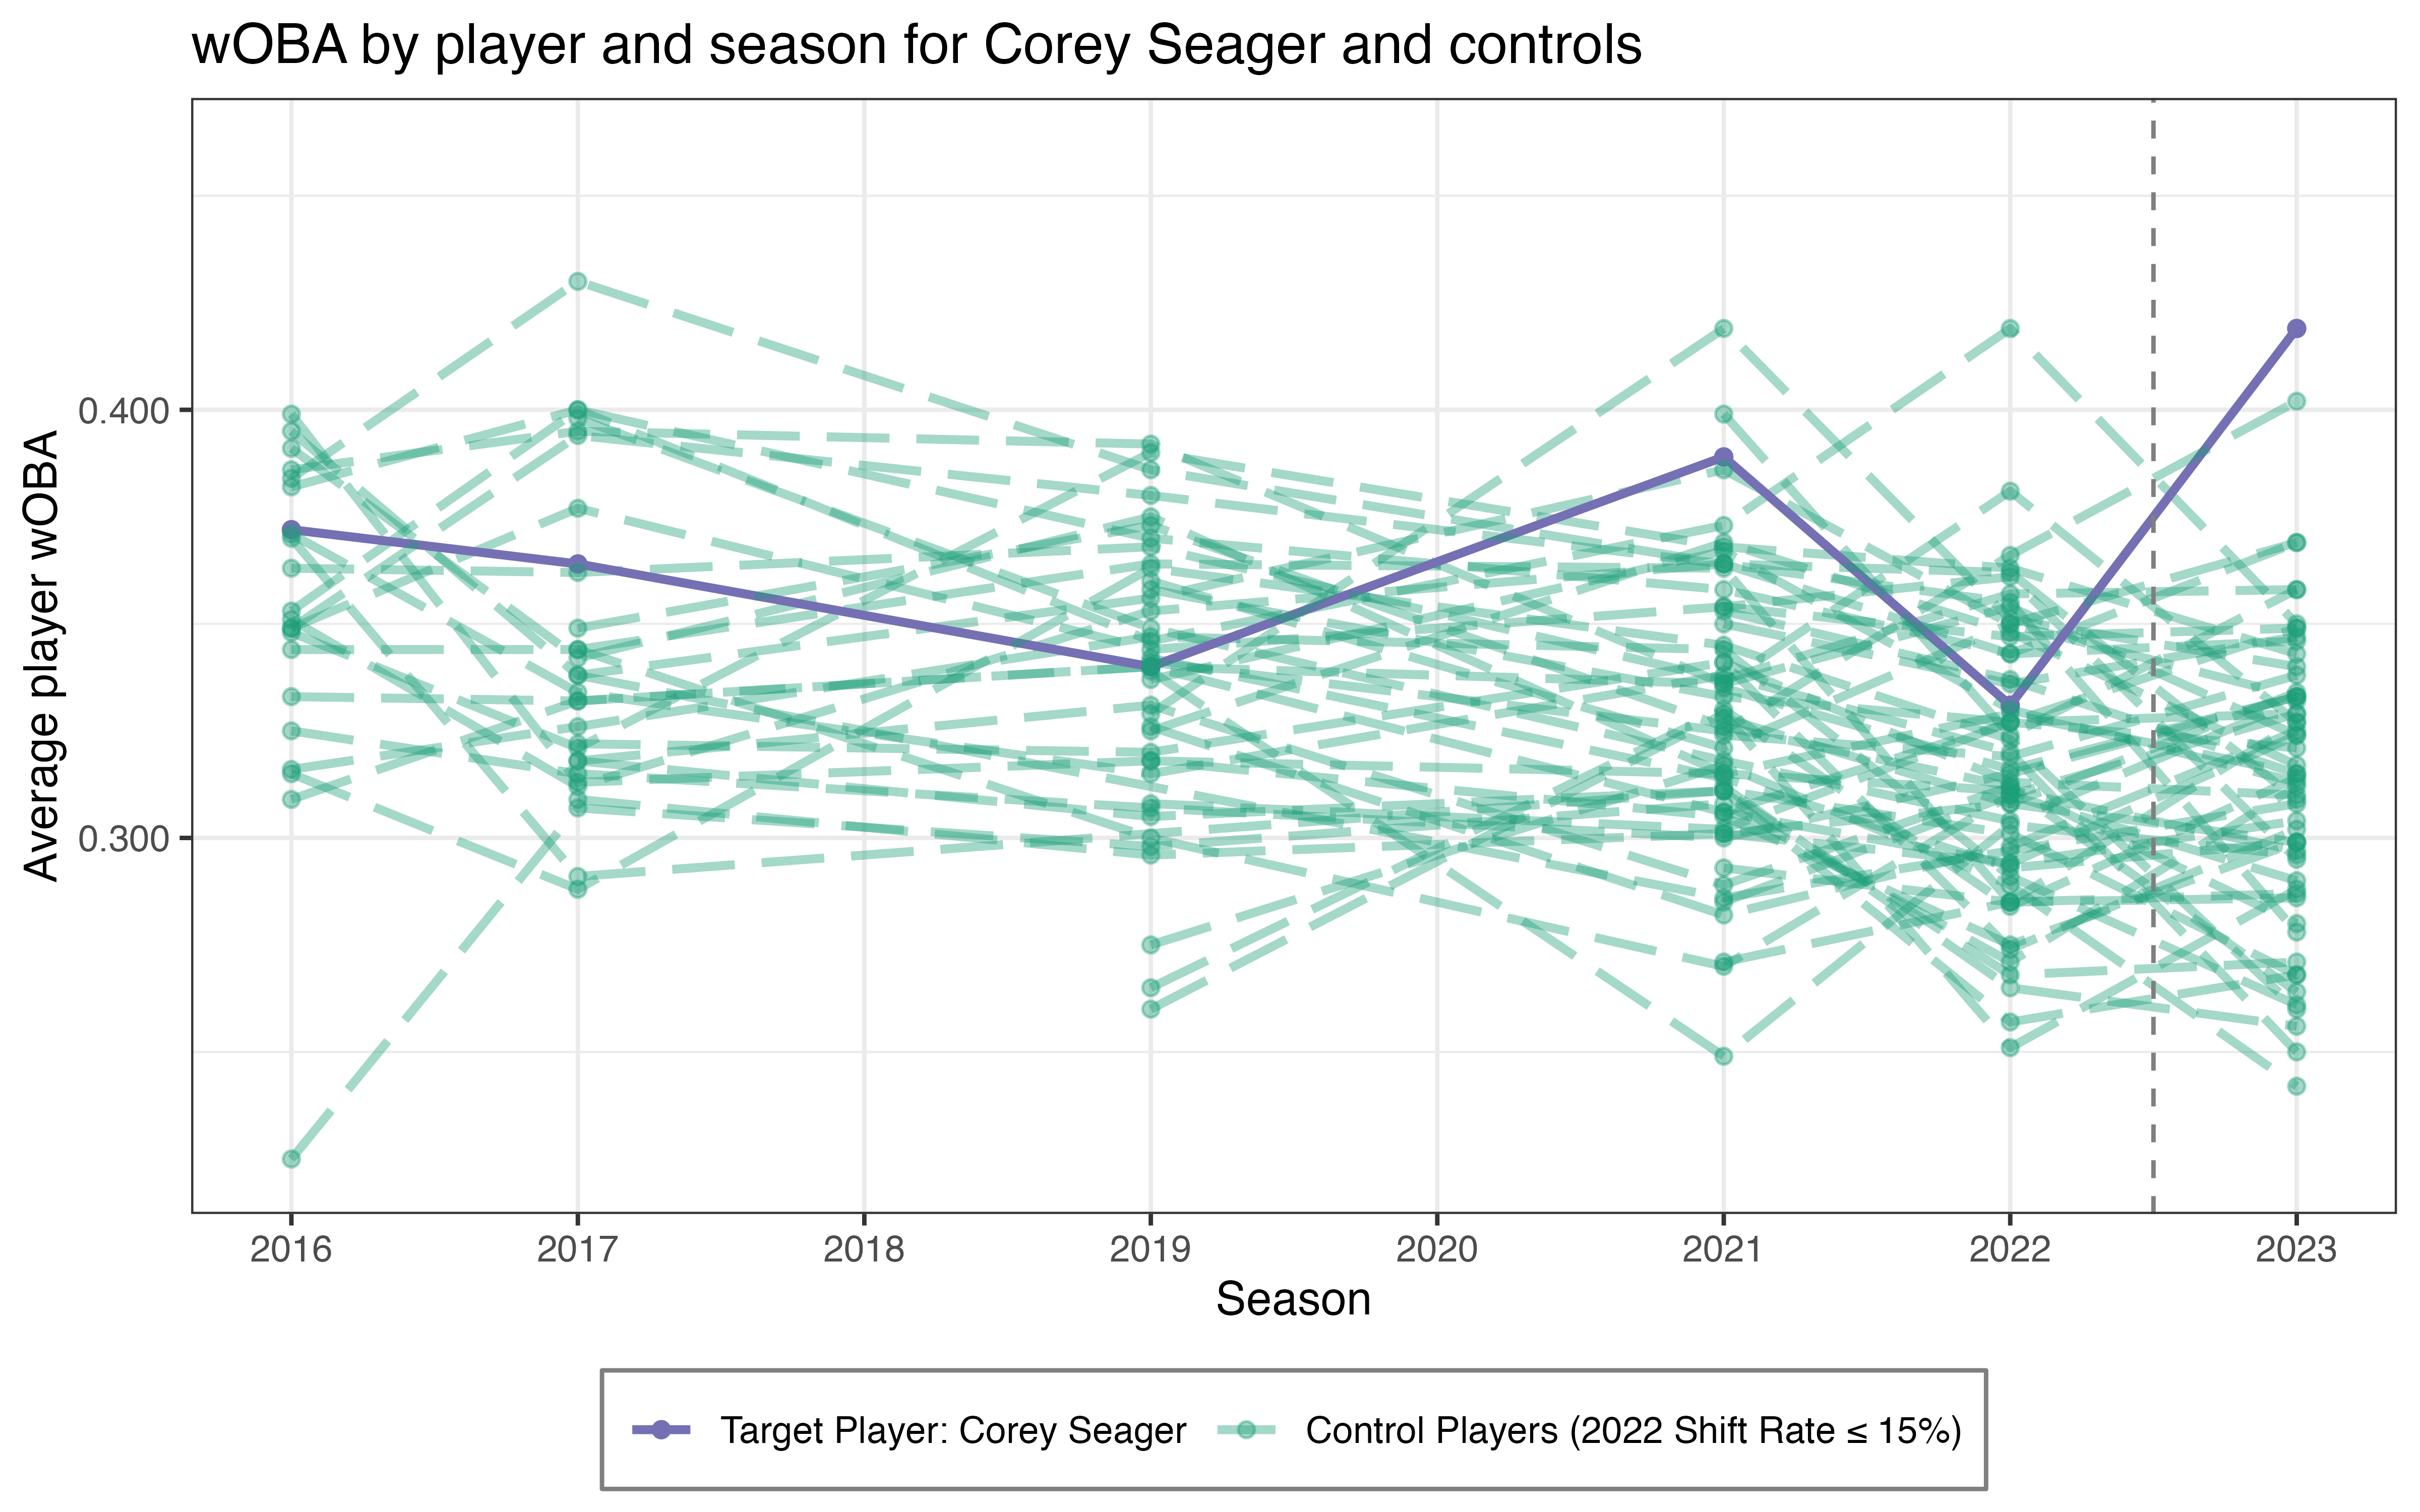 wOBA by player and season for Corey Seager and controls
Average player wOBA
0.400
0.300
2016 2017 2018 2019 2020 2021 2022 2023
Season
Target Player: Corey Seager Control Players (2022 Shift Rate ≤ 15%)